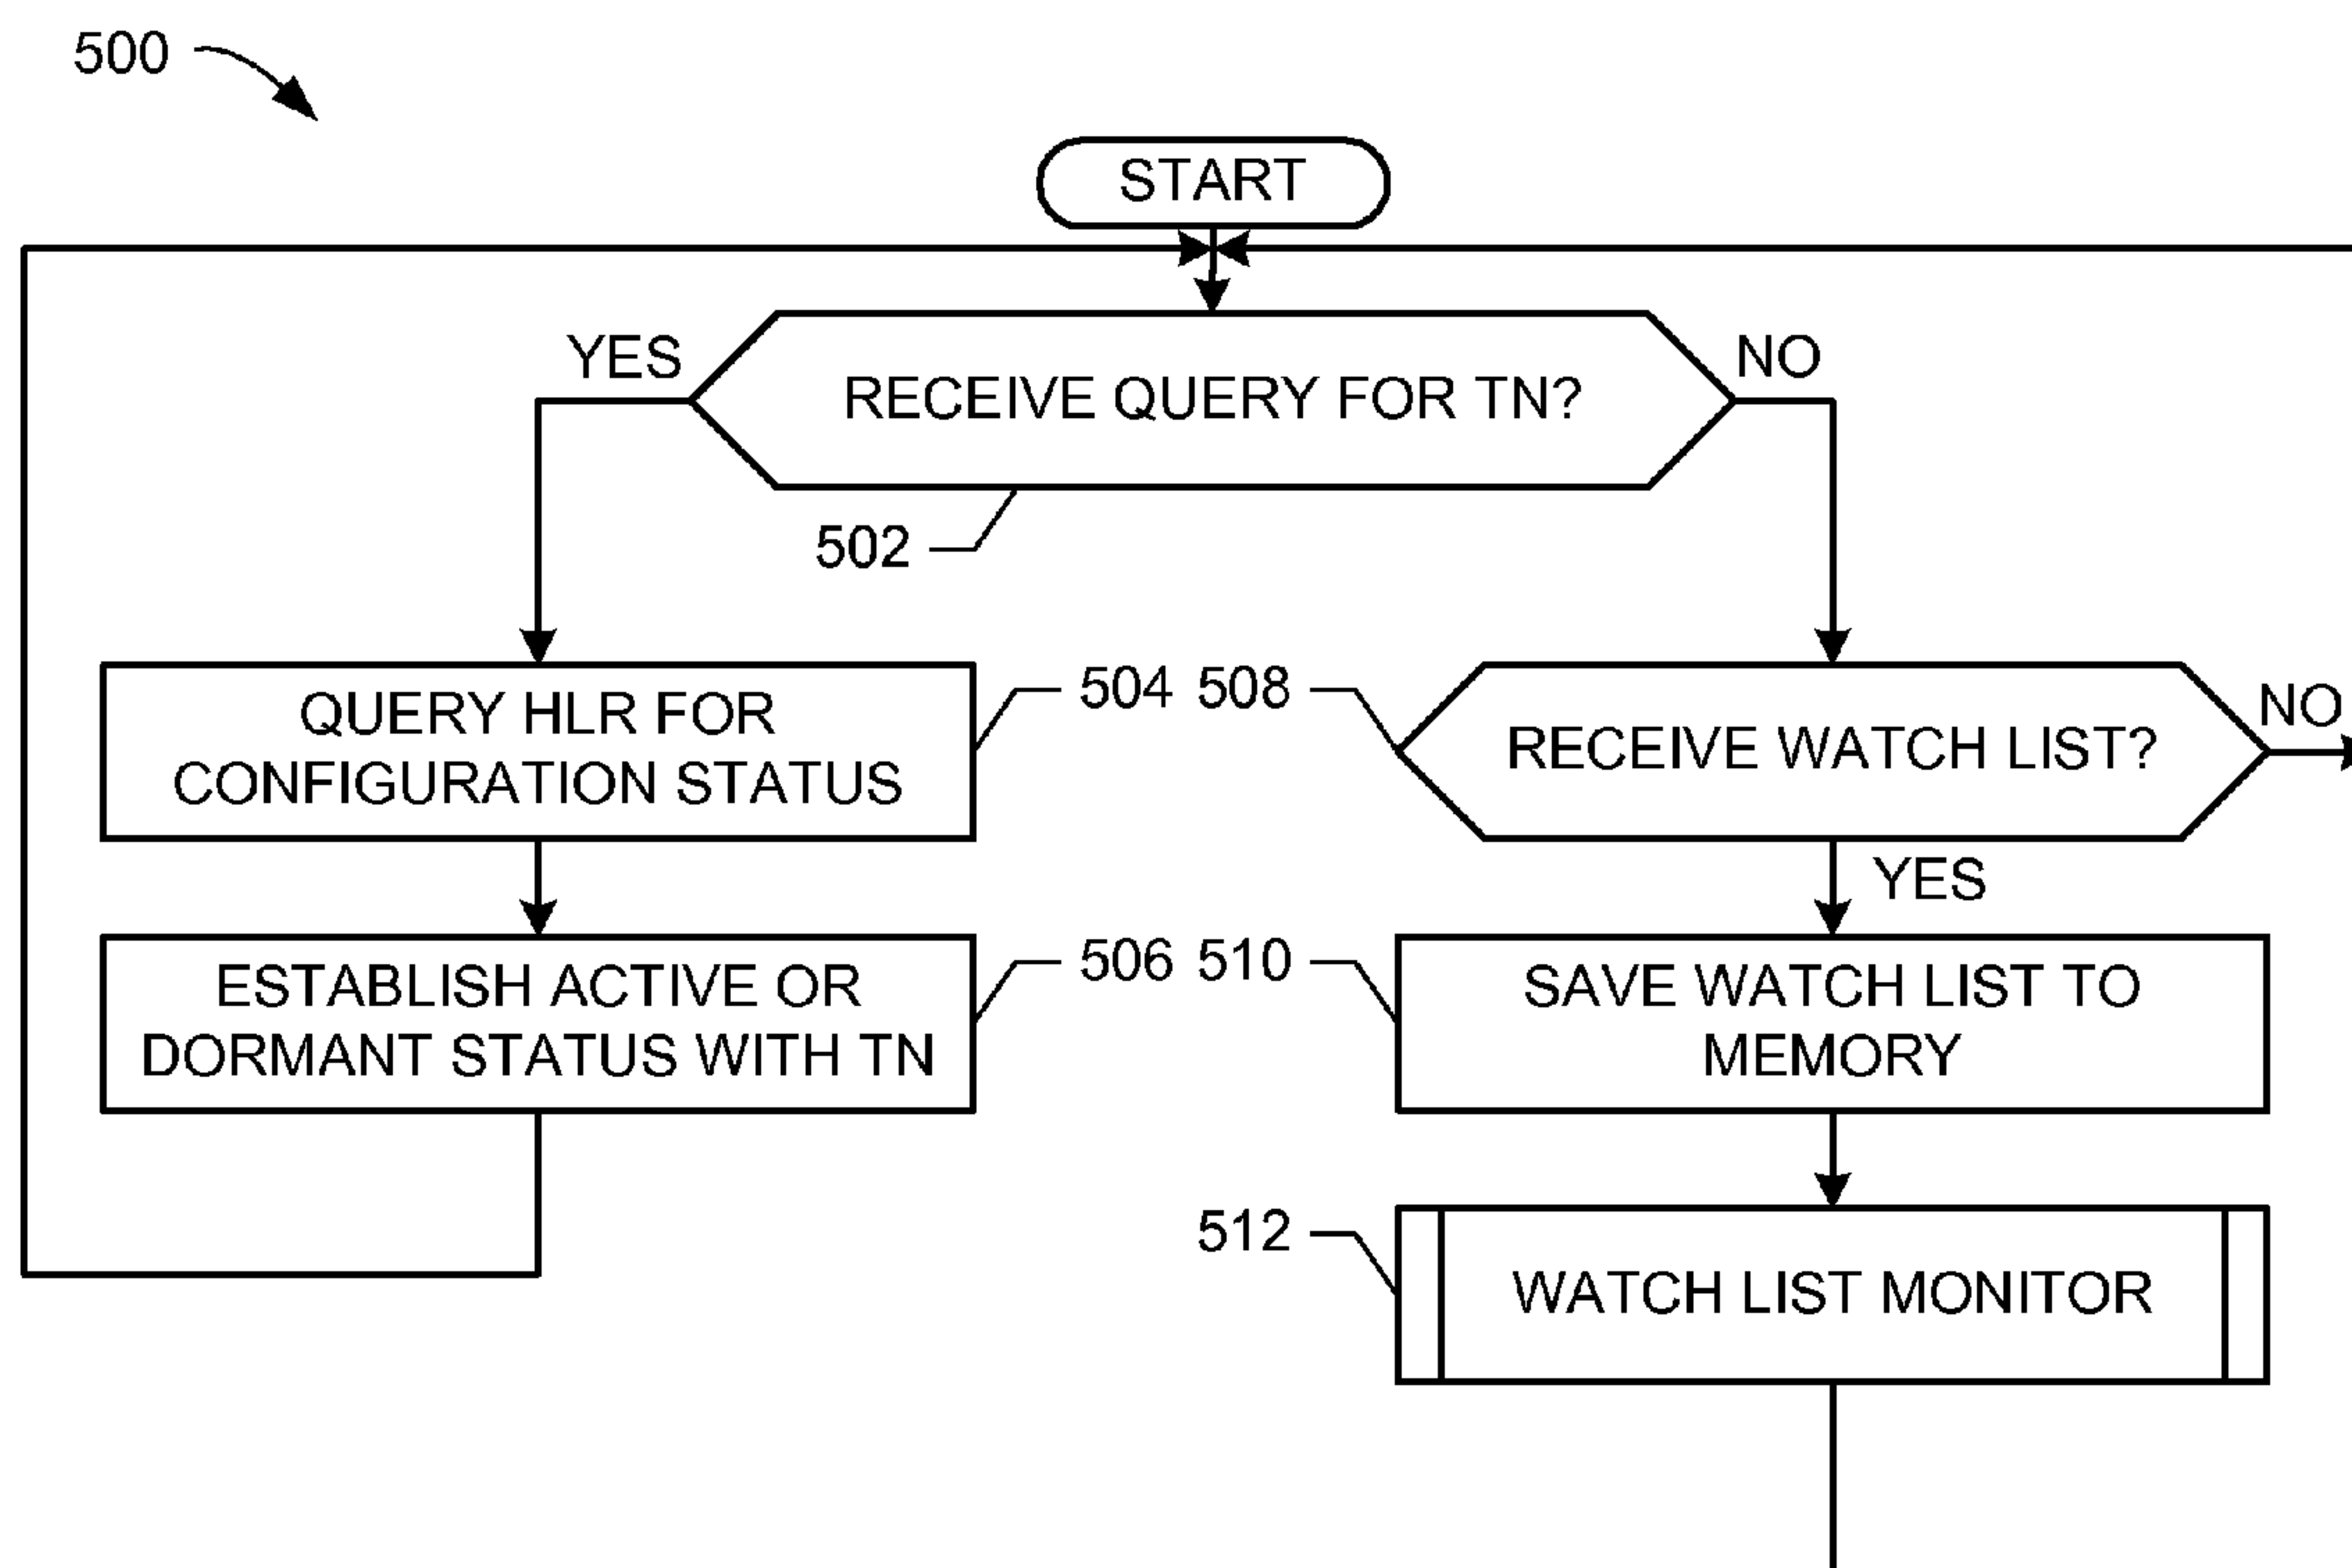 500
START
YES
NO
RECEIVE QUERY FOR TN?
502
QUERY HLR FOR
CONFIGURATION STATUS
504
508
RECEIVE WATCH LIST?
NO
YES
ESTABLISH ACTIVE OR
DORMANT STATUS WITH TN
506
510
SAVE WATCH LIST TO
MEMORY
512
WATCH LIST MONITOR